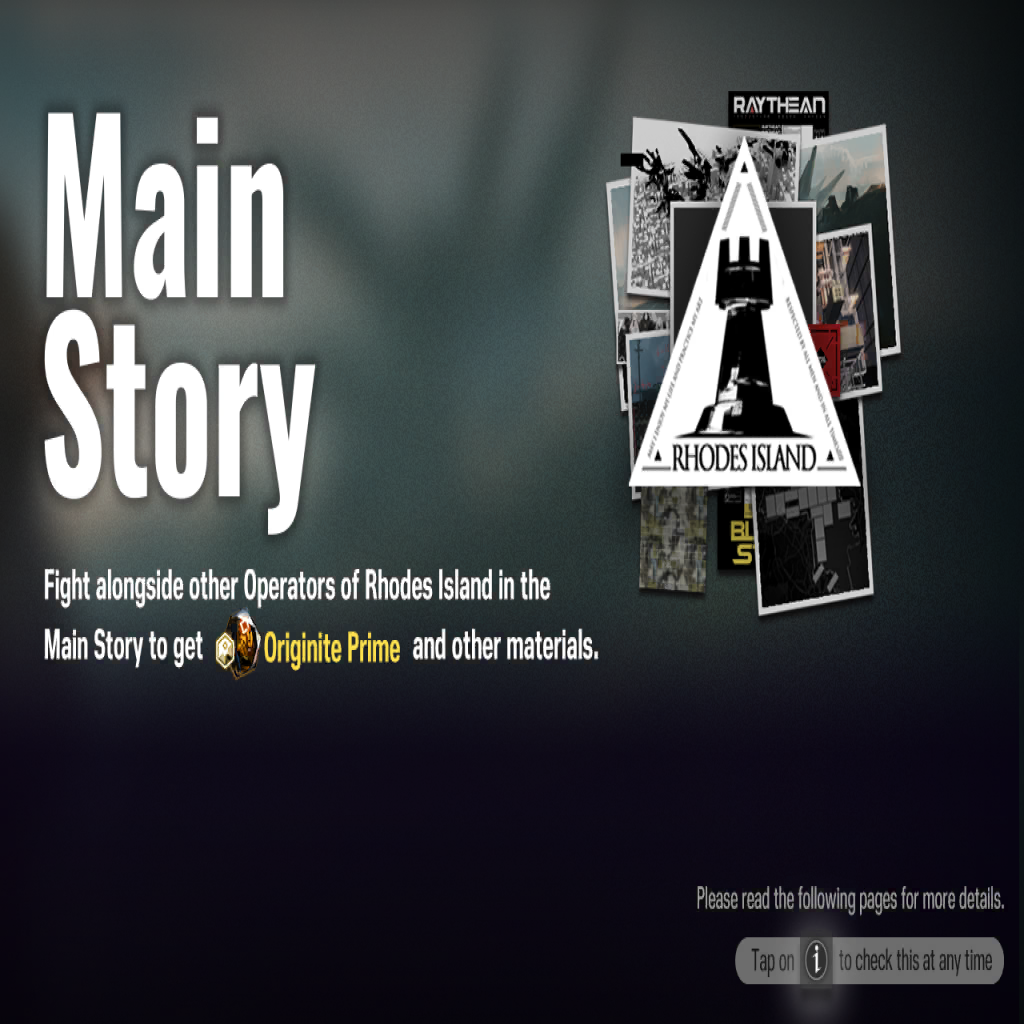 Main
Story
RAYTHEAN
RHODES ISLAND
Fight alongside other Operators of Rhodes Island in the
Main Story to get Originite Prime and other materials.
Please read the following pages for more details.
Tap on i to check this at any time